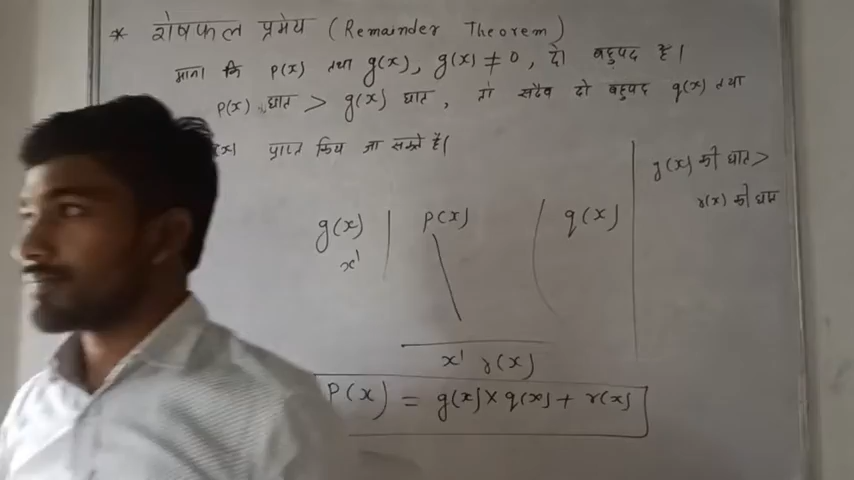 * शेषफल प्रमेय (Remainder Theorem)
माना कि p(x) तथा g(x), g(x) ≠ 0, दो बहुपद है।
p(x) घात > g(x) घात, तो सदैव दो बहुपद q(x) तथा
(x) प्राप्त किय जा सकते हैं।
g(x) की घात >
r(x) की घात
g(x) | p(x) ( q(x)
x¹
x¹ r(x)
P(x) = g(x) × q(x) + r(x)